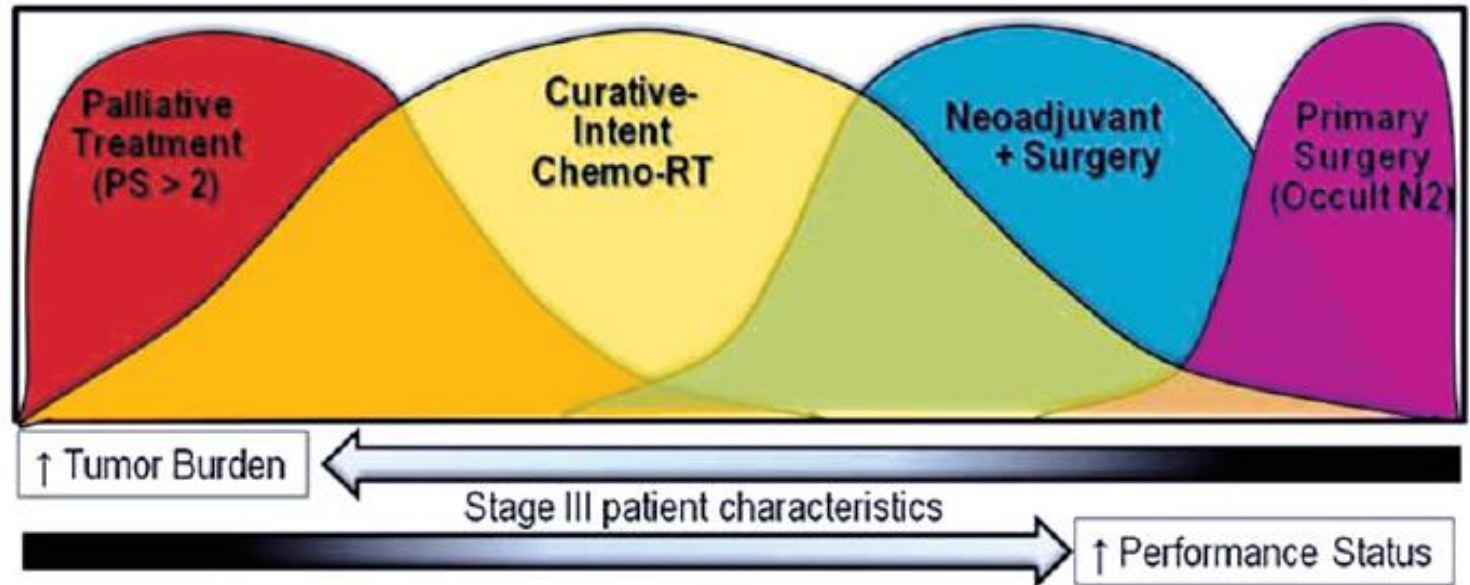 Palliative
Treatment
(PS > 2)
Curative-
Intent
Chemo-RT
Neoadjuvant
+ Surgery
Primary
Surgery
(Occult N2)
↑ Tumor Burden
Stage III patient characteristics
↑ Performance Status